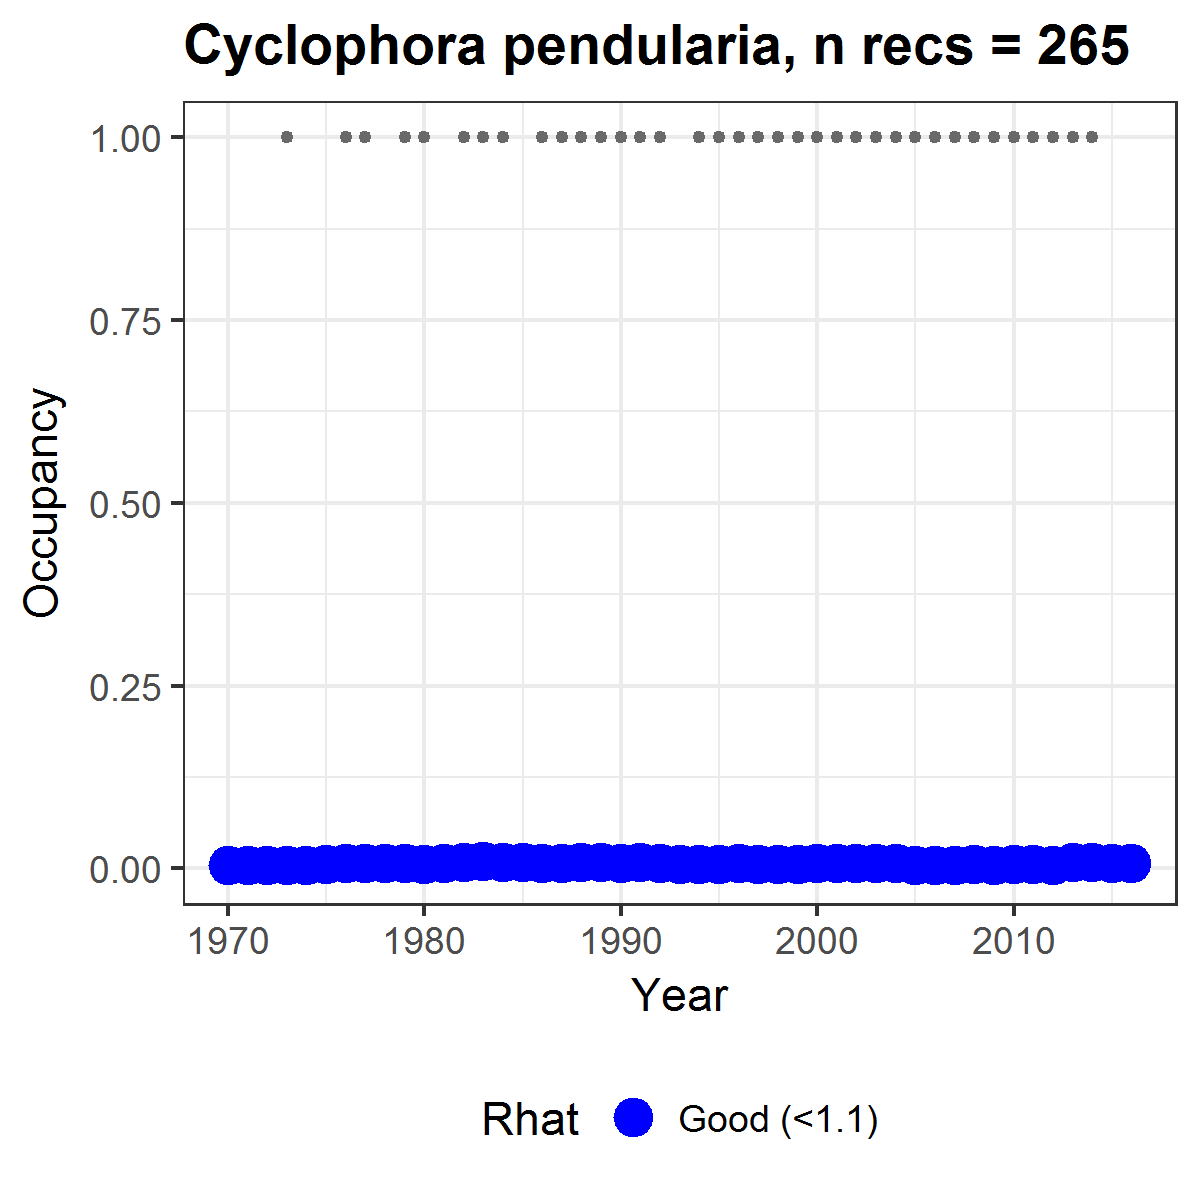 Cyclophora pendularia, n recs = 265
1.00
0.75
0.50
0.25
0.00
Occupancy
1970 1980 1990 2000 2010
Year
Rhat Good (<1.1)